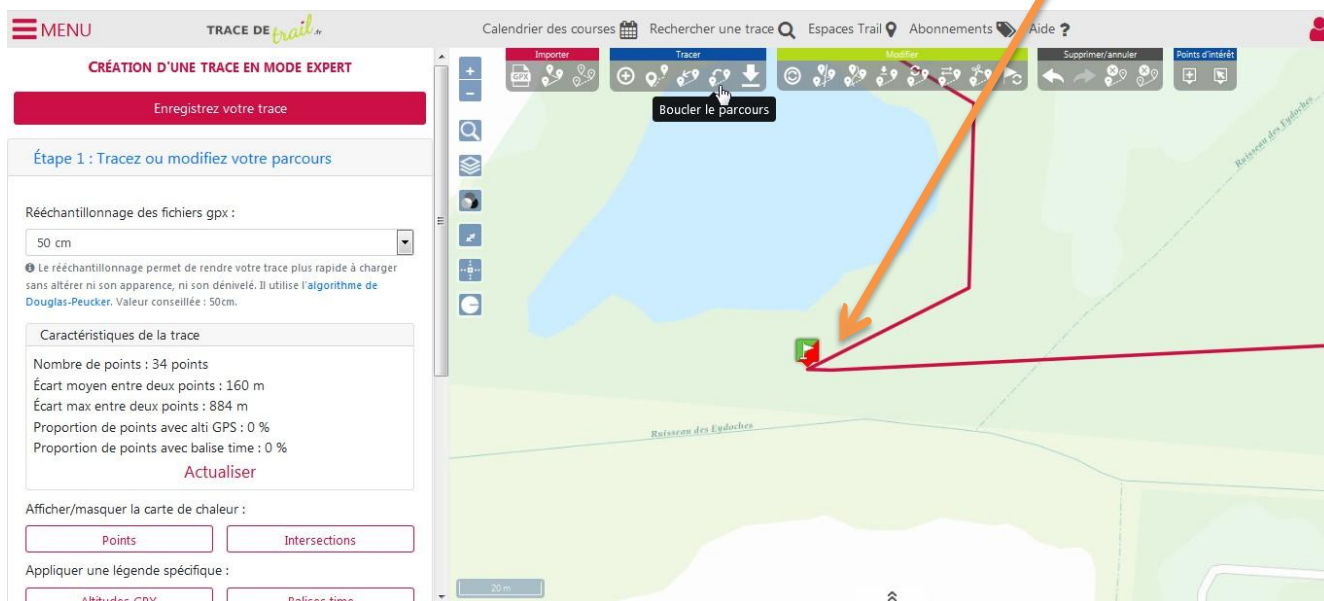 MENU
TRACE DE trail.fr
Calendrier des courses Rechercher une trace Espaces Trail Abonnements Aide ?
CRÉATION D'UNE TRACE EN MODE EXPERT
Enregistrez votre trace
Étape 1 : Tracez ou modifiez votre parcours
Rééchantillonnage des fichiers gpx :
50 cm
Le rééchantillonnage permet de rendre votre trace plus rapide à charger
sans altérer ni son apparence, ni son dénivelé. Il utilise l'algorithme de
Douglas-Peucker. Valeur conseillée : 50cm.
Caractéristiques de la trace
Nombre de points : 34 points
Écart moyen entre deux points : 160 m
Écart max entre deux points : 884 m
Proportion de points avec alti GPS : 0 %
Proportion de points avec balise time : 0 %
Actualiser
Afficher/masquer la carte de chaleur :
Points Intersections
Appliquer une légende spécifique :
Altitudes GPX Balises time
Importer Tracer Modifier Supprimer/annuler Points d'intérêt
+
-
GPX
Boucler le parcours
Ruisseau des Eydoches
Ruisseau des Eydoches
20 m